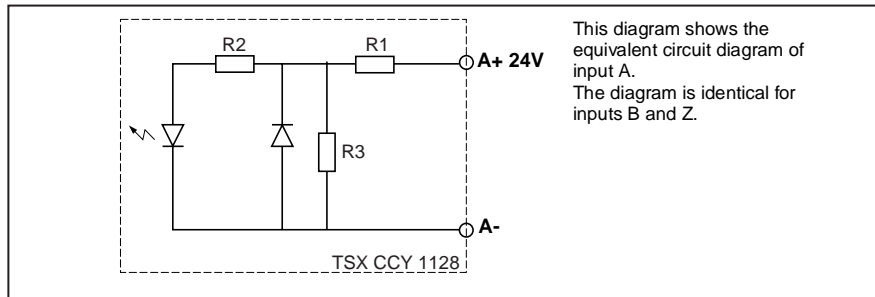 R2
R1
A+ 24V
R3
A-
TSX CCY 1128
This diagram shows the
equivalent circuit diagram of
input A.
The diagram is identical for
inputs B and Z.